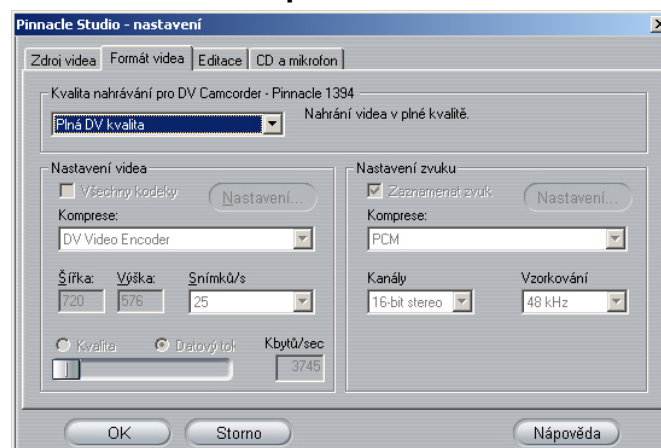 Pinnacle Studio - nastavení
Zdroj videa Formát videa Editace CD a mikrofon
Kvalita nahrávání pro DV Camcorder - Pinnacle 1394
Plná DV kvalita
Nahrání videa v plné kvalitě.
Nastavení videa
Všechny kodeky Nastavení...
Komprese:
DV Video Encoder
Šířka: Výška: Snímků/s
720 576 25
Kvalita Datový tok Kbytů/sec
3745
Nastavení zvuku
Zaznamenat zvuk Nastavení...
Komprese:
PCM
Kanály Vzorkování
16-bit stereo 48 kHz
OK Storno Nápověda